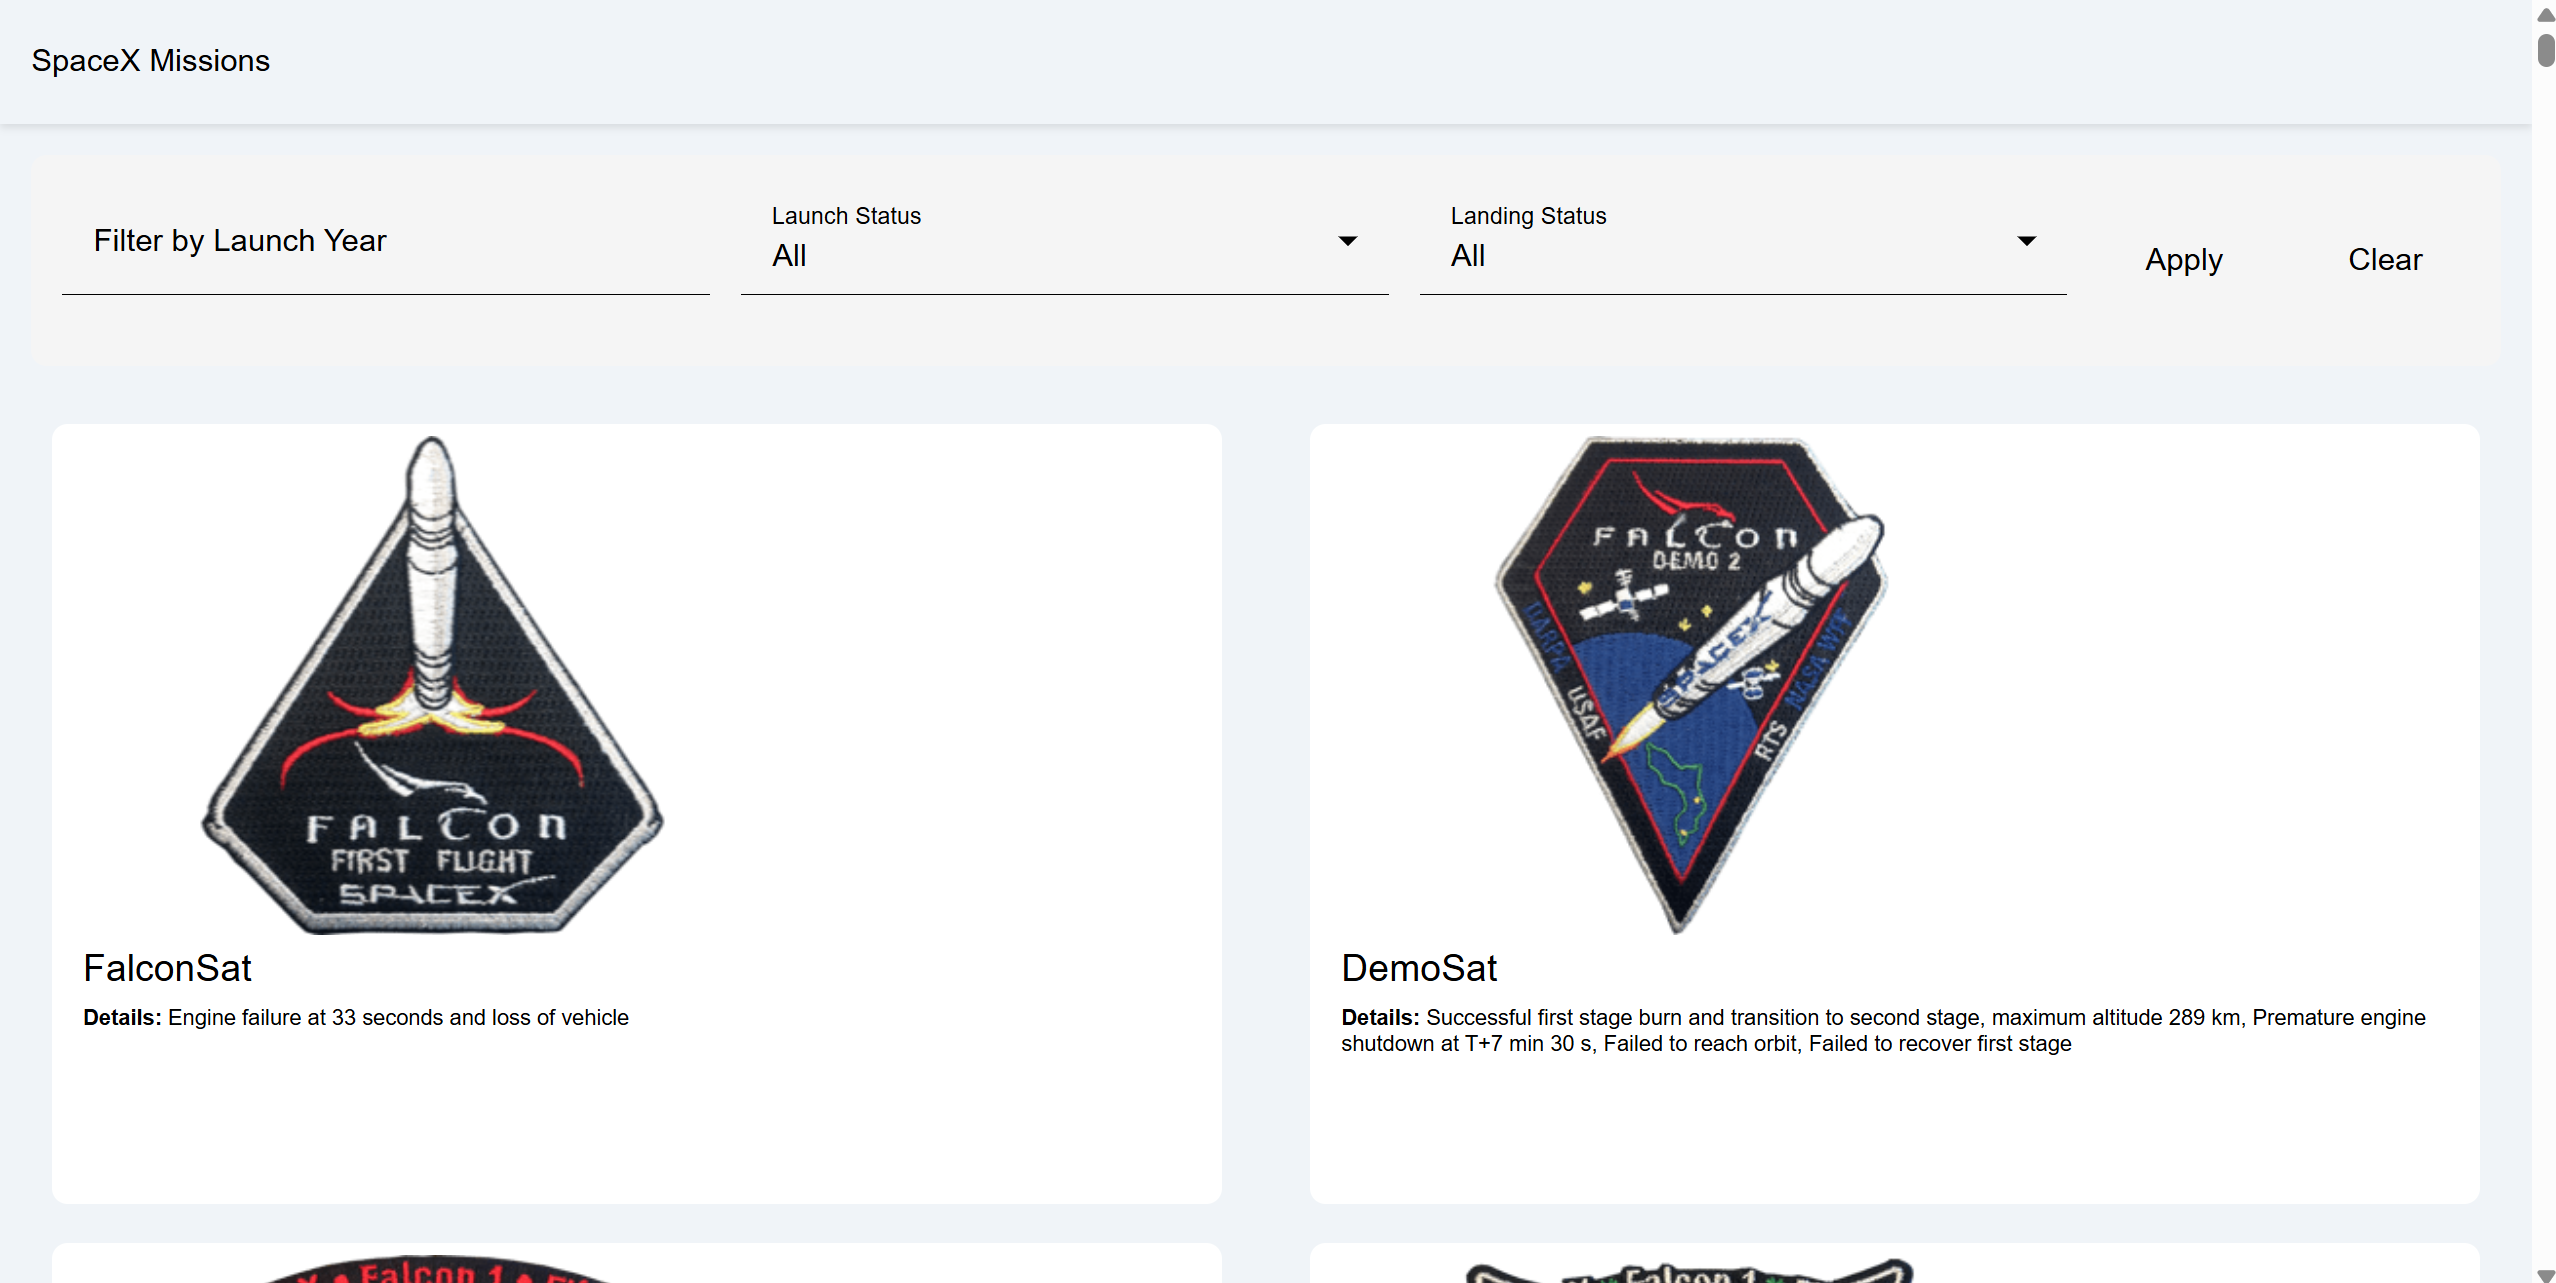 SpaceX Missions
Filter by Launch Year
Launch Status
All
Landing Status
All
Apply
Clear
FALCON
FIRST FLIGHT
SPACEX
FalconSat
Details: Engine failure at 33 seconds and loss of vehicle
FALCON
DEMO 2
SPACEX
DARPA USAF
RTS NASA WFF
DemoSat
Details: Successful first stage burn and transition to second stage, maximum altitude 289 km, Premature engine
shutdown at T+7 min 30 s, Failed to reach orbit, Failed to recover first stage
Falcon 1
Falcon 1